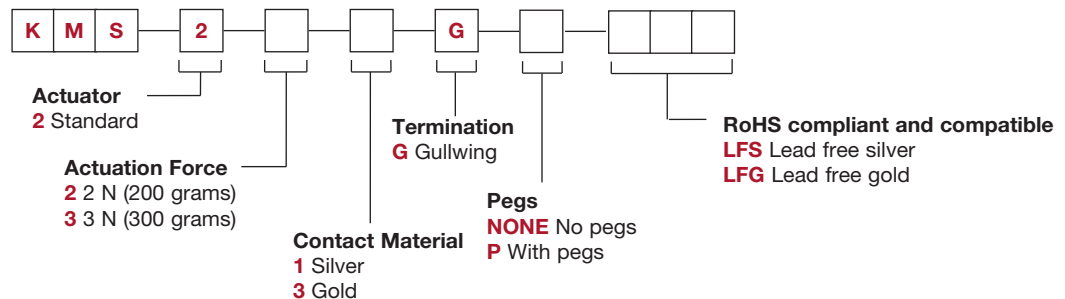 K M S 2 G
Actuator
2 Standard
Actuation Force
2 2 N (200 grams)
3 3 N (300 grams)
Contact Material
1 Silver
3 Gold
Termination
G Gullwing
Pegs
NONE No pegs
P With pegs
RoHS compliant and compatible
LFS Lead free silver
LFG Lead free gold